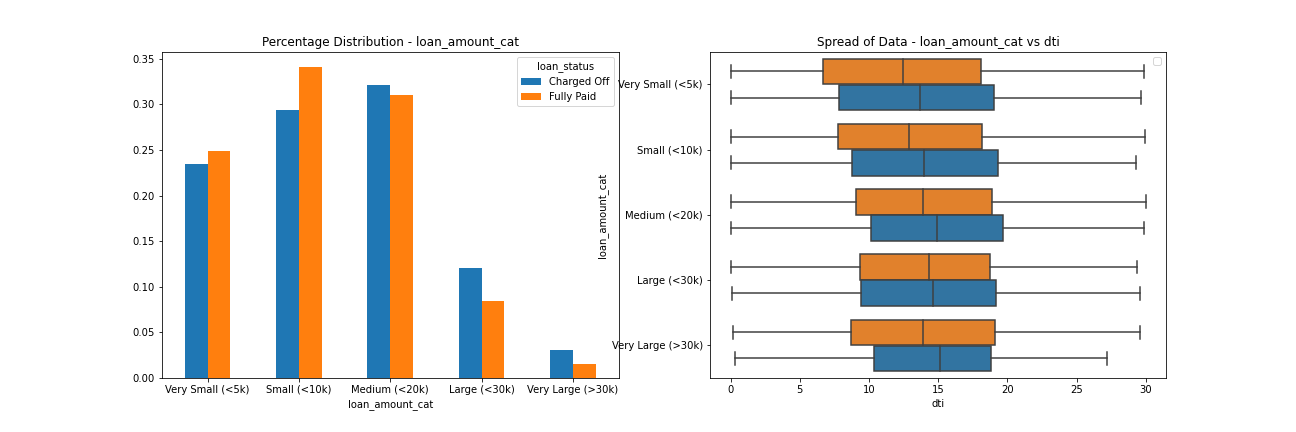 Percentage Distribution - loan_amount_cat
loan_status
Charged Off
Fully Paid
0.35
0.30
0.25
0.20
0.15
0.10
0.05
0.00
Very Small (<5k)
Small (<10k)
Medium (<20k)
Large (<30k)
Very Large (>30k)
loan_amount_cat
Spread of Data - loan_amount_cat vs dti
loan_amount_cat
Very Small (<5k)
Small (<10k)
Medium (<20k)
Large (<30k)
Very Large (>30k)
0
5
10
15
20
25
30
dti